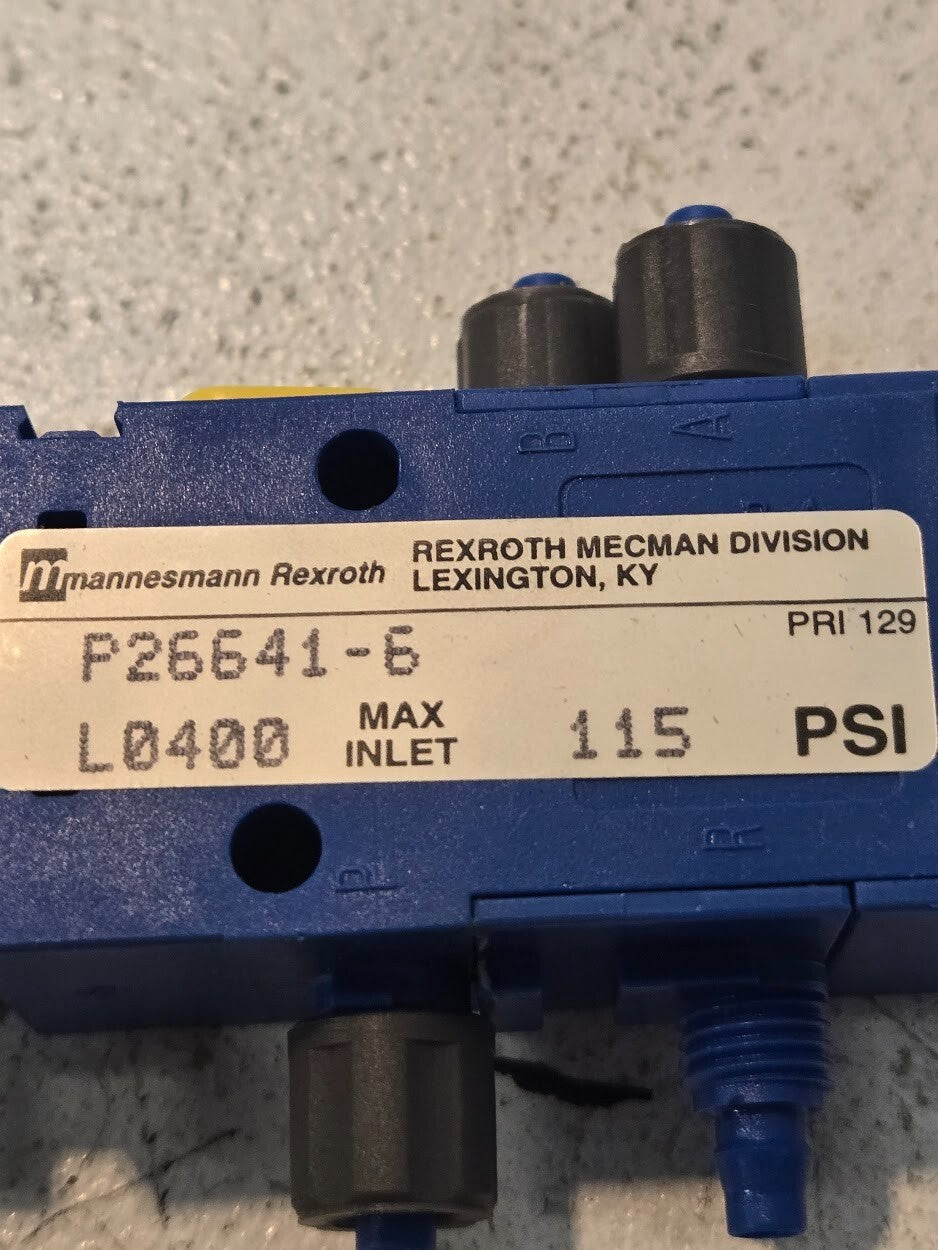 B A
mannesmann Rexroth
REXROTH MECMAN DIVISION
LEXINGTON, KY
PRI 129
P26641-6
L0400
MAX
INLET
115 PSI
R
P